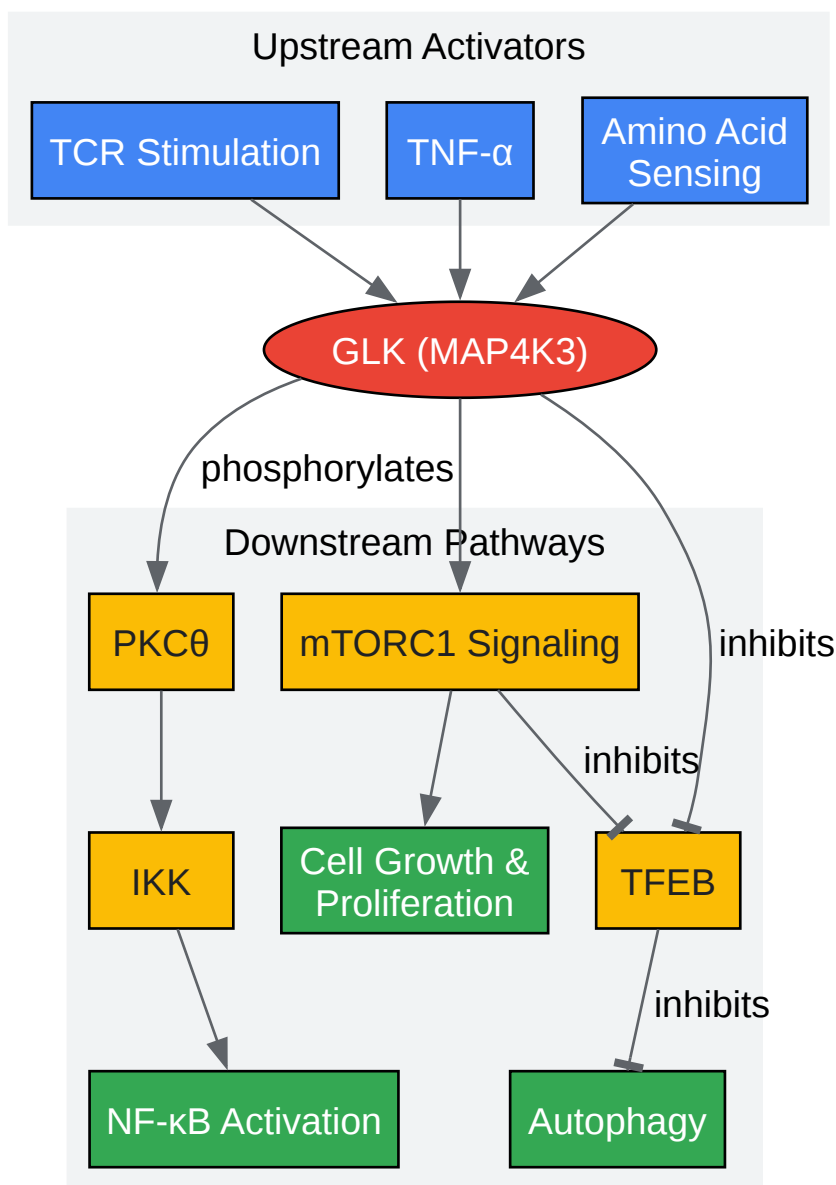 Upstream Activators
TCR Stimulation
TNF-α
Amino Acid
Sensing
GLK (MAP4K3)
phosphorylates
Downstream Pathways
PKCθ
mTORC1 Signaling
inhibits
inhibits
IKK
Cell Growth &
Proliferation
TFEB
inhibits
NF-κB Activation
Autophagy